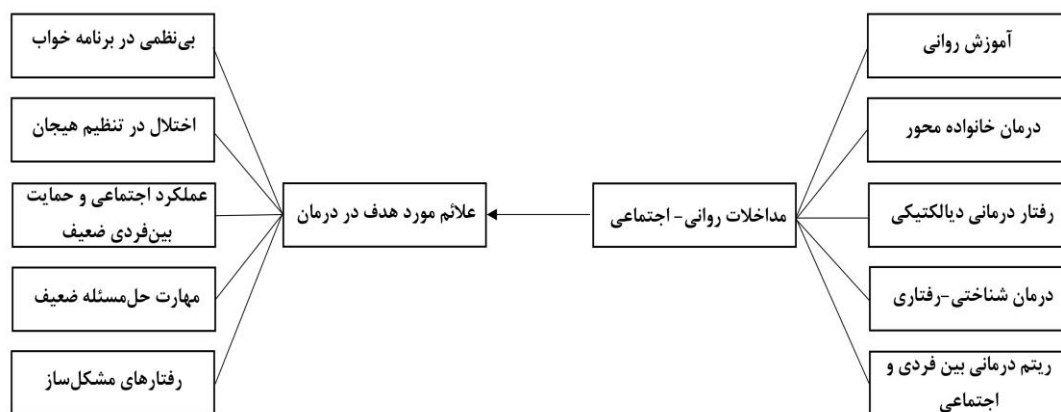 آموزش روانی
درمان خانواده محور
رفتار درمانی دیالکتیکی
درمان شناختی-رفتاری
ریتم درمانی بین فردی و
اجتماعی
مداخلات روانی- اجتماعی
علائم مورد هدف در درمان
بی‌نظمی در برنامه خواب
اختلال در تنظیم هیجان
عملکرد اجتماعی و حمایت
بین‌فردی ضعیف
مهارت حل‌مسئله ضعیف
رفتارهای مشکل‌ساز